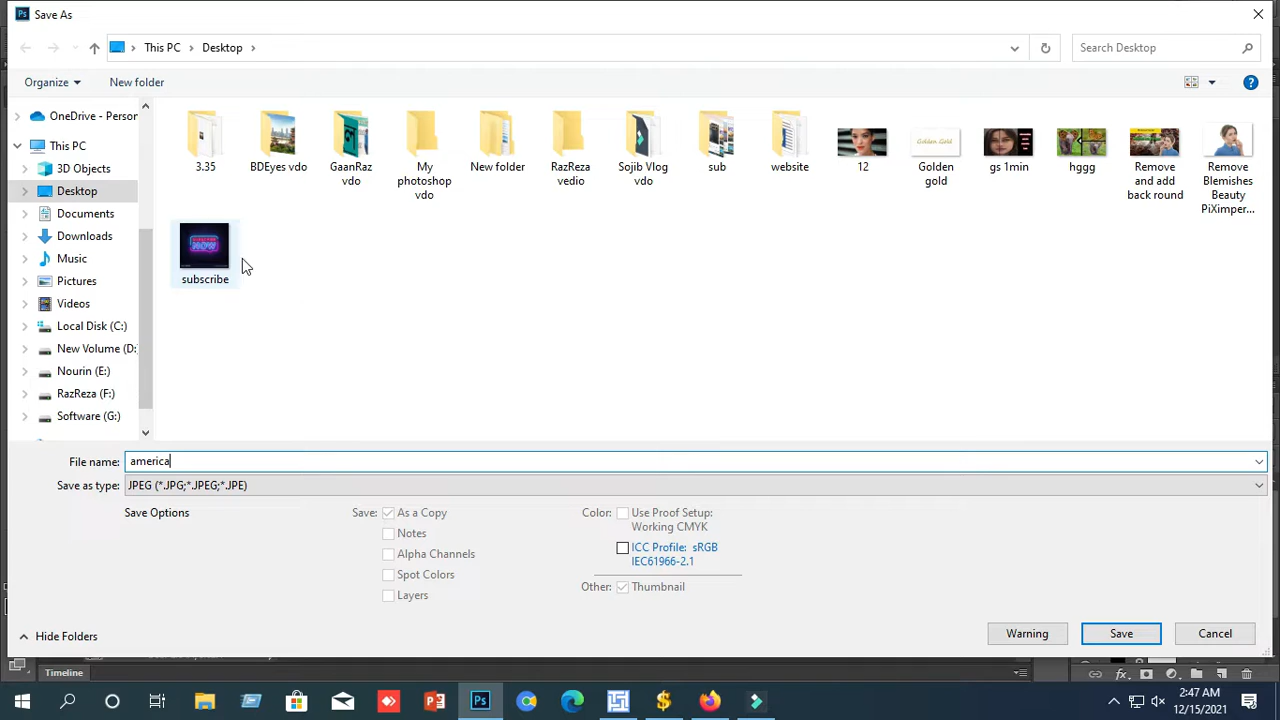 Save As
This PC
Desktop
Search Desktop
Organize
New folder
OneDrive - Person
This PC
3D Objects
Desktop
Documents
Downloads
Music
Pictures
Videos
Local Disk (C:)
New Volume (D:
Nourin (E:)
RazReza (F:)
Software (G:)
3.35
BDEyes vdo
GaanRaz
vdo
My
photoshop
vdo
New folder
RazReza
vedio
Sojib Vlog
vdo
sub
website
12
Golden
gold
gs 1min
hggg
Remove
and add
back round
Remove
Blemishes
Beauty
PiXimper...
Golden Gold
NOW
subscribe
File name:
america
Save as type:
JPEG (*.JPG;*.JPEG;*.JPE)
Save Options
Save:
As a Copy
Notes
Alpha Channels
Spot Colors
Layers
Color:
Use Proof Setup:
Working CMYK
ICC Profile: sRGB
IEC61966-2.1
Other:
Thumbnail
Hide Folders
Warning
Save
Cancel
Timeline
2:47 AM
12/15/2021